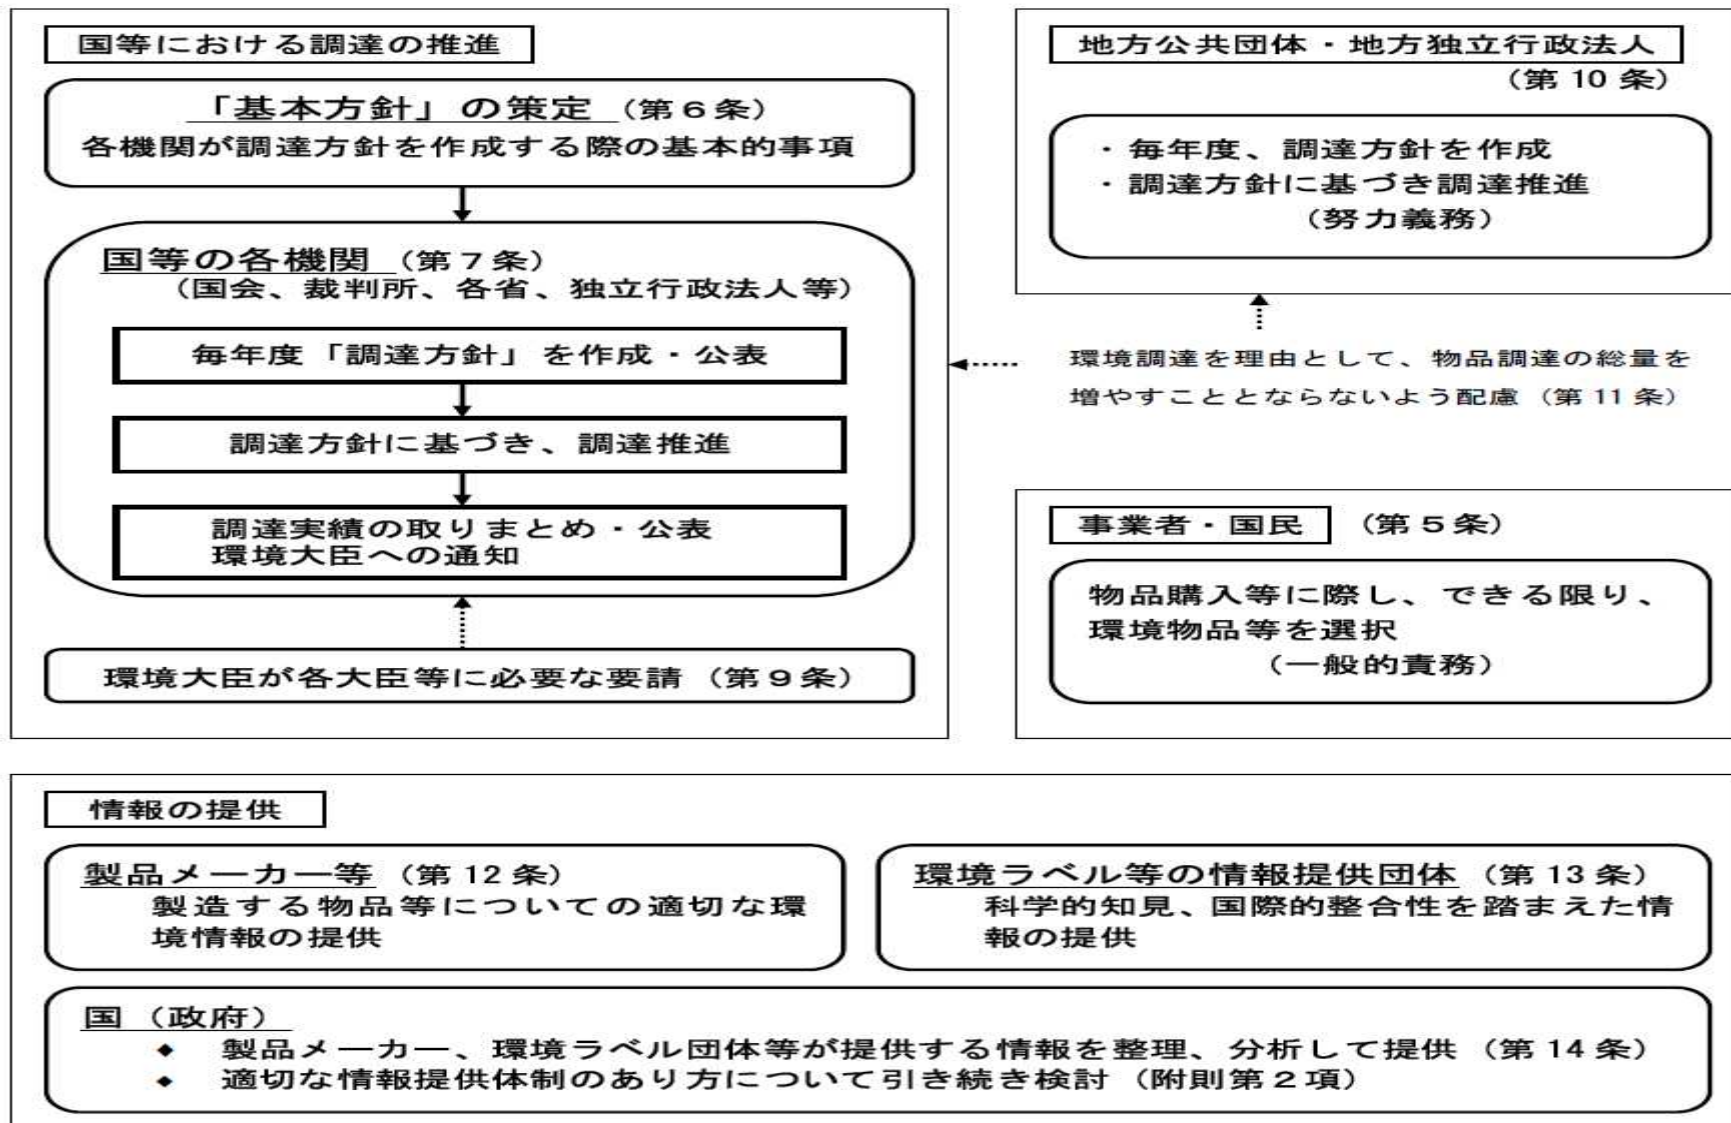 国等における調達の推進
「基本方針」の策定（第６条）
各機関が調達方針を作成する際の基本的事項
国等の各機関（第７条）
（国会、裁判所、各省、独立行政法人等）
毎年度「調達方針」を作成・公表
調達方針に基づき、調達推進
調達実績の取りまとめ・公表
環境大臣への通知
環境大臣が各大臣等に必要な要請（第９条）
地方公共団体・地方独立行政法人
（第 10 条）
・毎年度、調達方針を作成
・調達方針に基づき調達推進
（努力義務）
環境調達を理由として、物品調達の総量を
増やすこととならないよう配慮（第 11 条）
事業者・国民（第５条）
物品購入等に際し、できる限り、
環境物品等を選択
（一般的責務）
情報の提供
製品メーカー等（第 12 条）
製造する物品等についての適切な環
境情報の提供
環境ラベル等の情報提供団体（第 13 条）
科学的知見、国際的整合性を踏まえた情
報の提供
国（政府）
◆ 製品メーカー、環境ラベル団体等が提供する情報を整理、分析して提供（第 14 条）
◆ 適切な情報提供体制のあり方について引き続き検討（附則第２項）